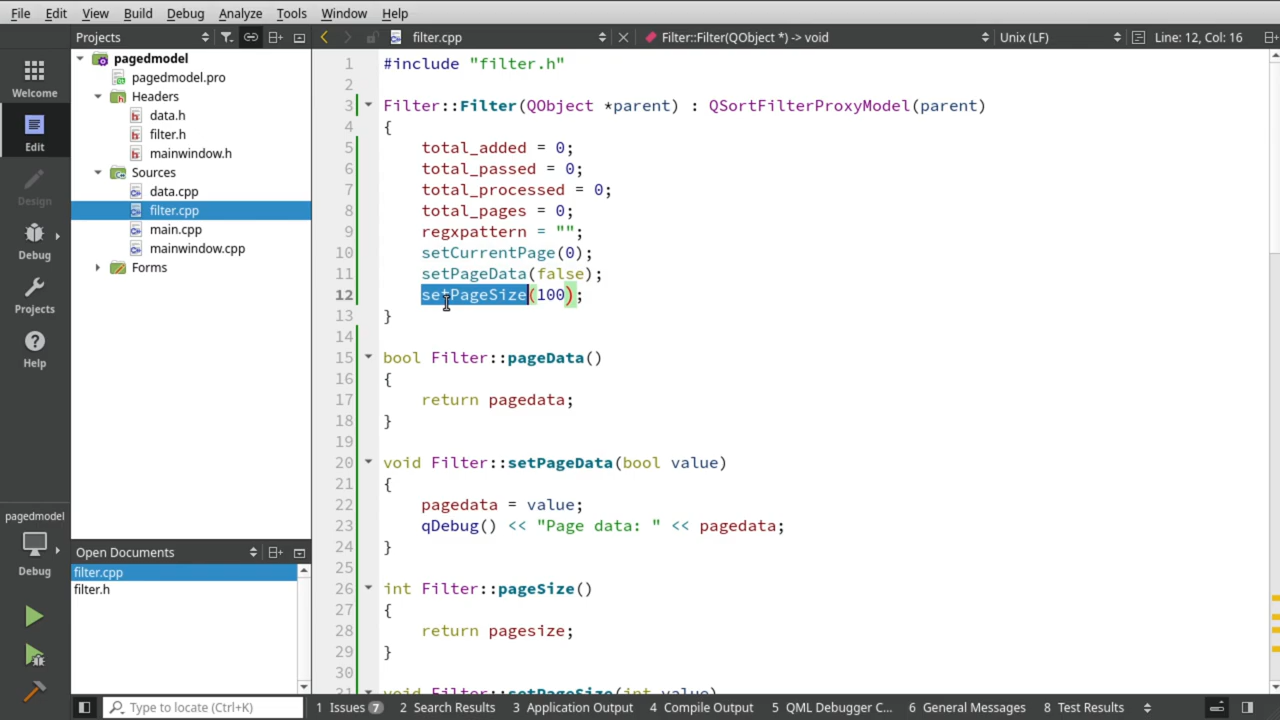 File Edit View Build Debug Analyze Tools Window Help
Projects
filter.cpp
Filter::Filter(QObject *) -> void
Unix (LF)
Line: 12, Col: 16
Welcome
Edit
Design
Debug
Projects
Help
pagedmodel
Debug
pagedmodel
pagedmodel.pro
Headers
data.h
filter.h
mainwindow.h
Sources
data.cpp
filter.cpp
main.cpp
mainwindow.cpp
Forms
Open Documents
filter.cpp
filter.h
1 #include "filter.h"
2
3 Filter::Filter(QObject *parent) : QSortFilterProxyModel(parent)
4 {
5 total_added = 0;
6 total_passed = 0;
7 total_processed = 0;
8 total_pages = 0;
9 regxpattern = "";
10 setCurrentPage(0);
11 setPageData(false);
12 setPageSize(100);
13 }
14
15 bool Filter::pageData()
16 {
17 return pagedata;
18 }
19
20 void Filter::setPageData(bool value)
21 {
22 pagedata = value;
23 qDebug() << "Page data: " << pagedata;
24 }
25
26 int Filter::pageSize()
27 {
28 return pagesize;
29 }
30
31 void Filter::setPageSize(int value)
Type to locate (Ctrl+K)
1 Issues 7
2 Search Results
3 Application Output
4 Compile Output
5 QML Debugger C...
6 General Messages
8 Test Results